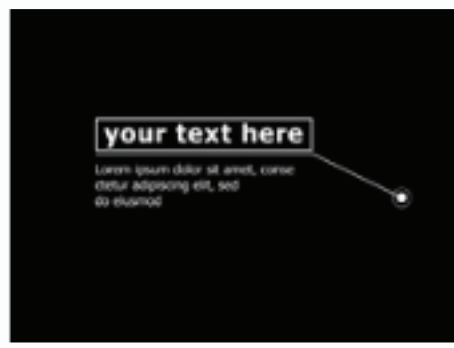 your text here
Lorem ipsum dolor sit amet, conse
ctetur adipiscing elit, sed
do eiusmod